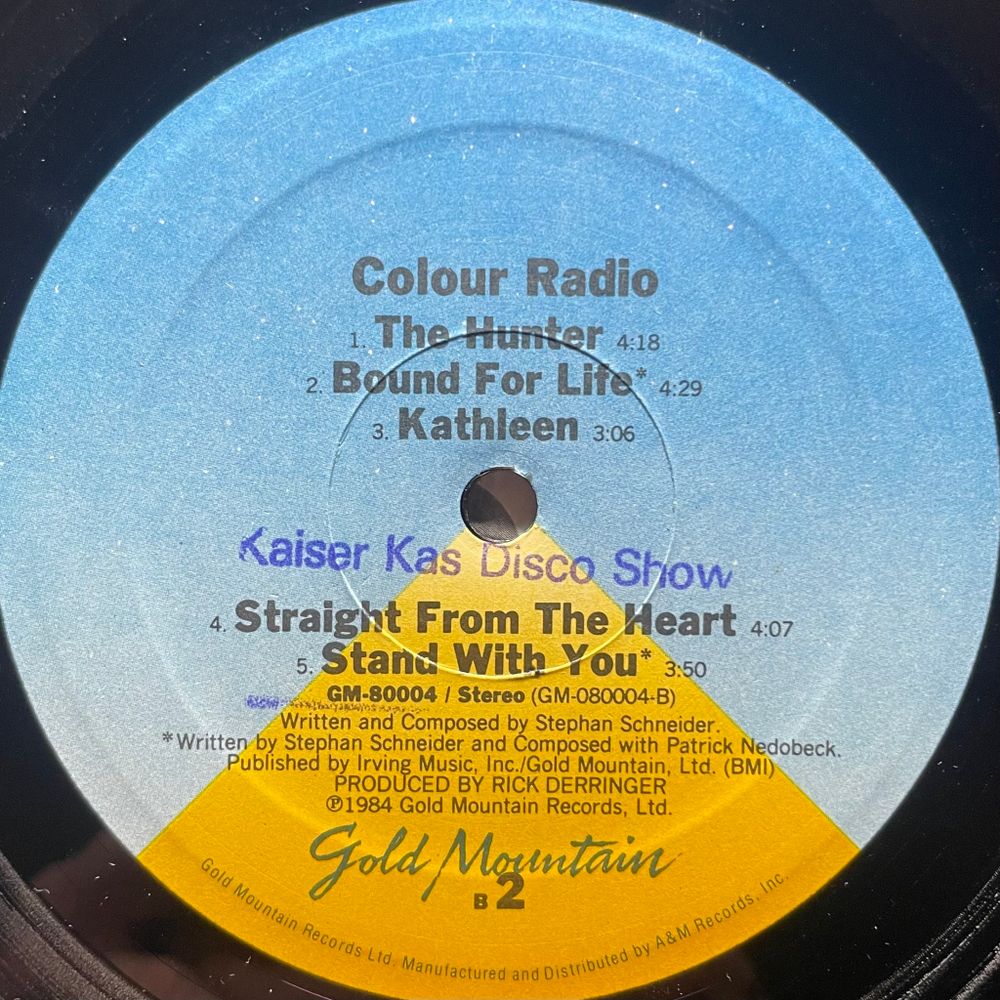 Colour Radio
1. The Hunter 4:18
2. Bound For Life* 4:29
3. Kathleen 3:06
Kaiser Kas Disco Show
4. Straight From The Heart 4:07
5. Stand With You* 3:50
GM-80004 / Stereo (GM-080004-B)
Written and Composed by Stephan Schneider.
*Written by Stephan Schneider and Composed with Patrick Nedobeck.
Published by Irving Music, Inc./Gold Mountain, Ltd. (BMI)
PRODUCED BY RICK DERRINGER
℗1984 Gold Mountain Records, Ltd.
Gold Mountain
B 2
Gold Mountain Records Ltd. Manufactured and Distributed by A&M Records, Inc.